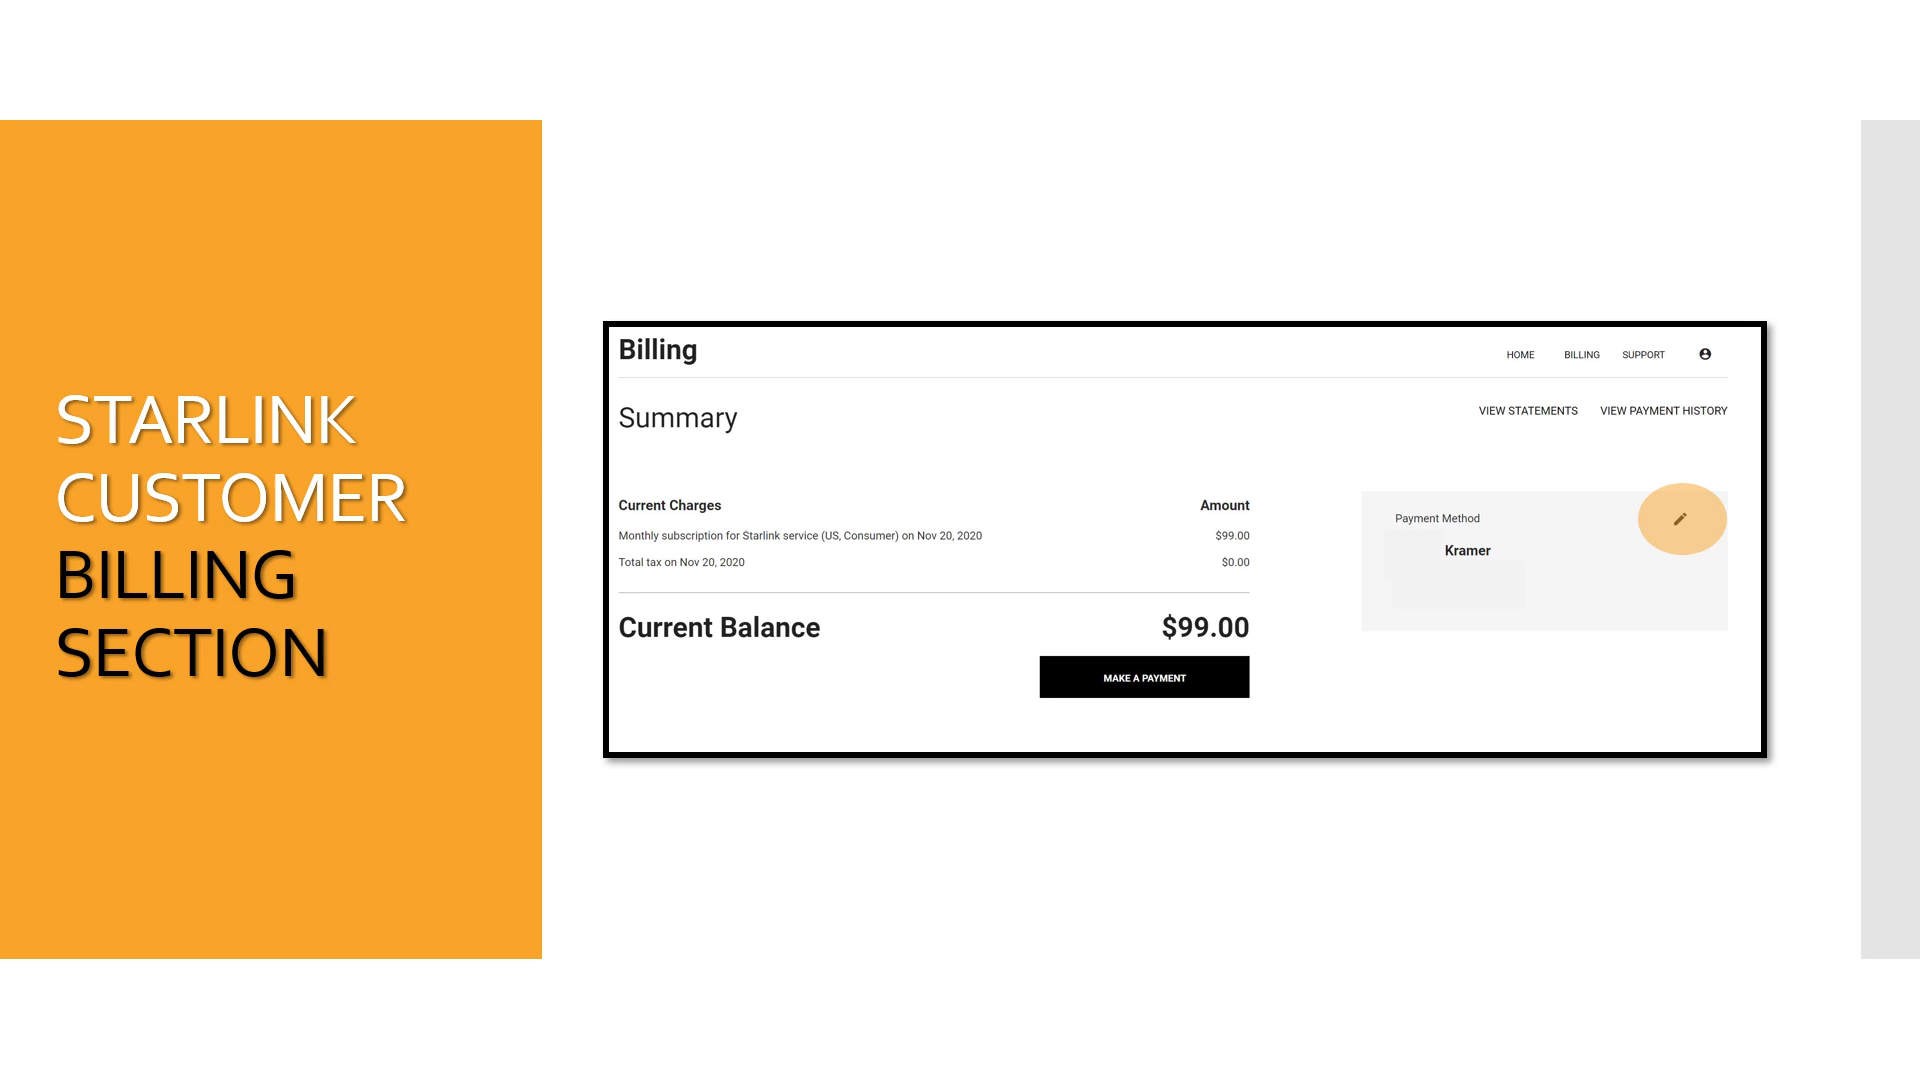 STARLINK
CUSTOMER
BILLING
SECTION
Billing
HOME BILLING SUPPORT
Summary
VIEW STATEMENTS VIEW PAYMENT HISTORY
Current Charges Amount
Monthly subscription for Starlink service (US, Consumer) on Nov 20, 2020 $99.00
Total tax on Nov 20, 2020 $0.00
Current Balance $99.00
MAKE A PAYMENT
Payment Method
Kramer